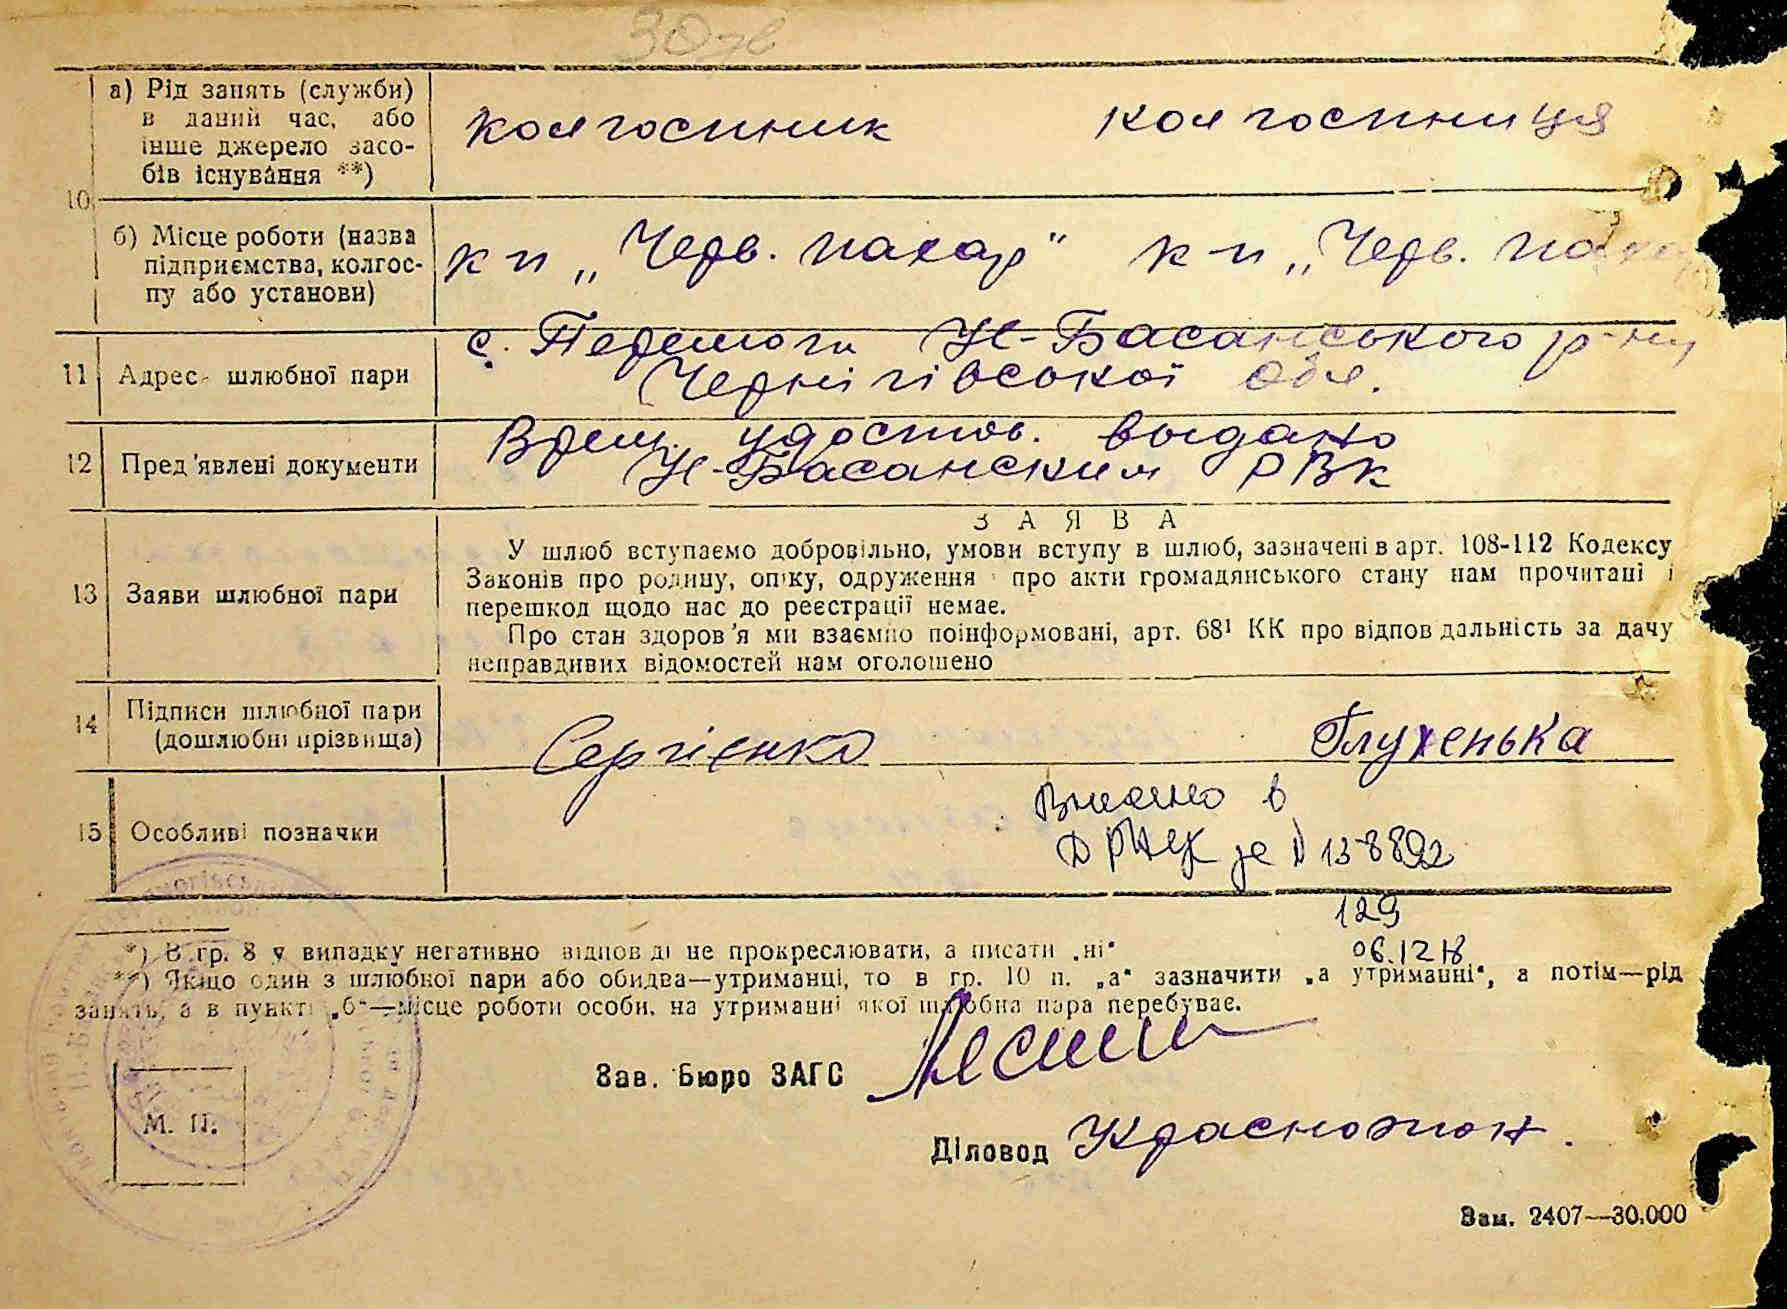 30
а) Рід занять (служби) в даний час, або інше джерело засобів існування **)
колгоспник колгоспниця
10
б) Місце роботи (назва підприємства, колгоспу або установи)
к-п „Черв. пахар" к-п „Черв. пахар
11 Адрес шлюбної пари
с. Перемоги Н-Басанського р-ну
Чернігівської обл.
12 Пред'явлені документи
Врем. удостов. выдано
Н-Басанским РВК
13 Заяви шлюбної пари
ЗАЯВА
У шлюб вступаємо добровільно, умови вступу в шлюб, зазначені в арт. 108-112 Кодексу
Законів про родину, опіку, одруження про акти громадянського стану нам прочитані і
перешкод щодо нас до реєстрації немає.
Про стан здоров'я ми взаємно поінформовані, арт. 68¹ КК про відповідальність за дачу
неправдивих відомостей нам оголошено
14 Підписи шлюбної пари
(дошлюбні прізвища)
Сергієнко Глухенька
15 Особливі позначки
Внесено в
ДРАЦС за N 138892
129
06.12.18
*) В гр. 8 у випадку негативно відповіді не прокреслювати, а писати „ні"
**) Якщо один з шлюбної пари або обидва—утриманці, то в гр. 10 п. „а" зазначити „а утриманні", а потім—рід
занять, а в пункті „б"—місце роботи особи, на утриманні якої шлюбна пара перебуває.
Зав. Бюро ЗАГС
М. П.
Діловод Красножон.
Зам. 2407—30.000